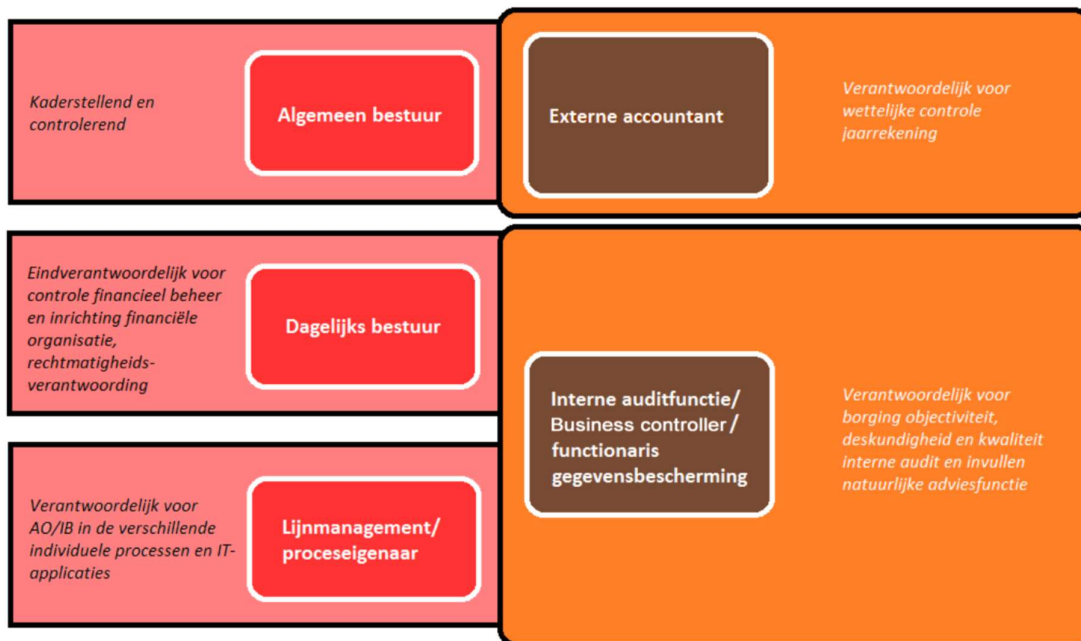 Kaderstellend en
controlerend
Algemeen bestuur
Externe accountant
Verantwoordelijk voor
wettelijke controle
jaarrekening
Eindverantwoordelijk voor
controle financieel beheer
en inrichting financiële
organisatie,
rechtmatigheids-
verantwoording
Dagelijks bestuur
Interne auditfunctie/
Business controller/
functionaris
gegevensbescherming
Verantwoordelijk voor
borging objectiviteit,
deskundigheid en kwaliteit
interne audit en invullen
natuurlijke adviesfunctie
Verantwoordelijk voor
AO/IB in de verschillende
individuele processen en IT-
applicaties
Lijnmanagement/
proceseigenaar